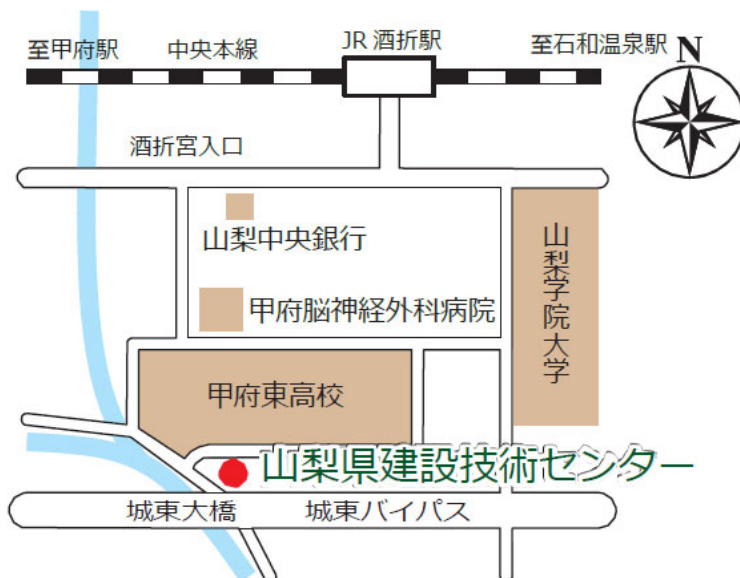 至甲府駅
中央本線
JR 酒折駅
至石和温泉駅
N
酒折宮入口
山梨中央銀行
山梨学院大学
甲府脳神経外科病院
甲府東高校
山梨県建設技術センター
城東大橋
城東バイパス